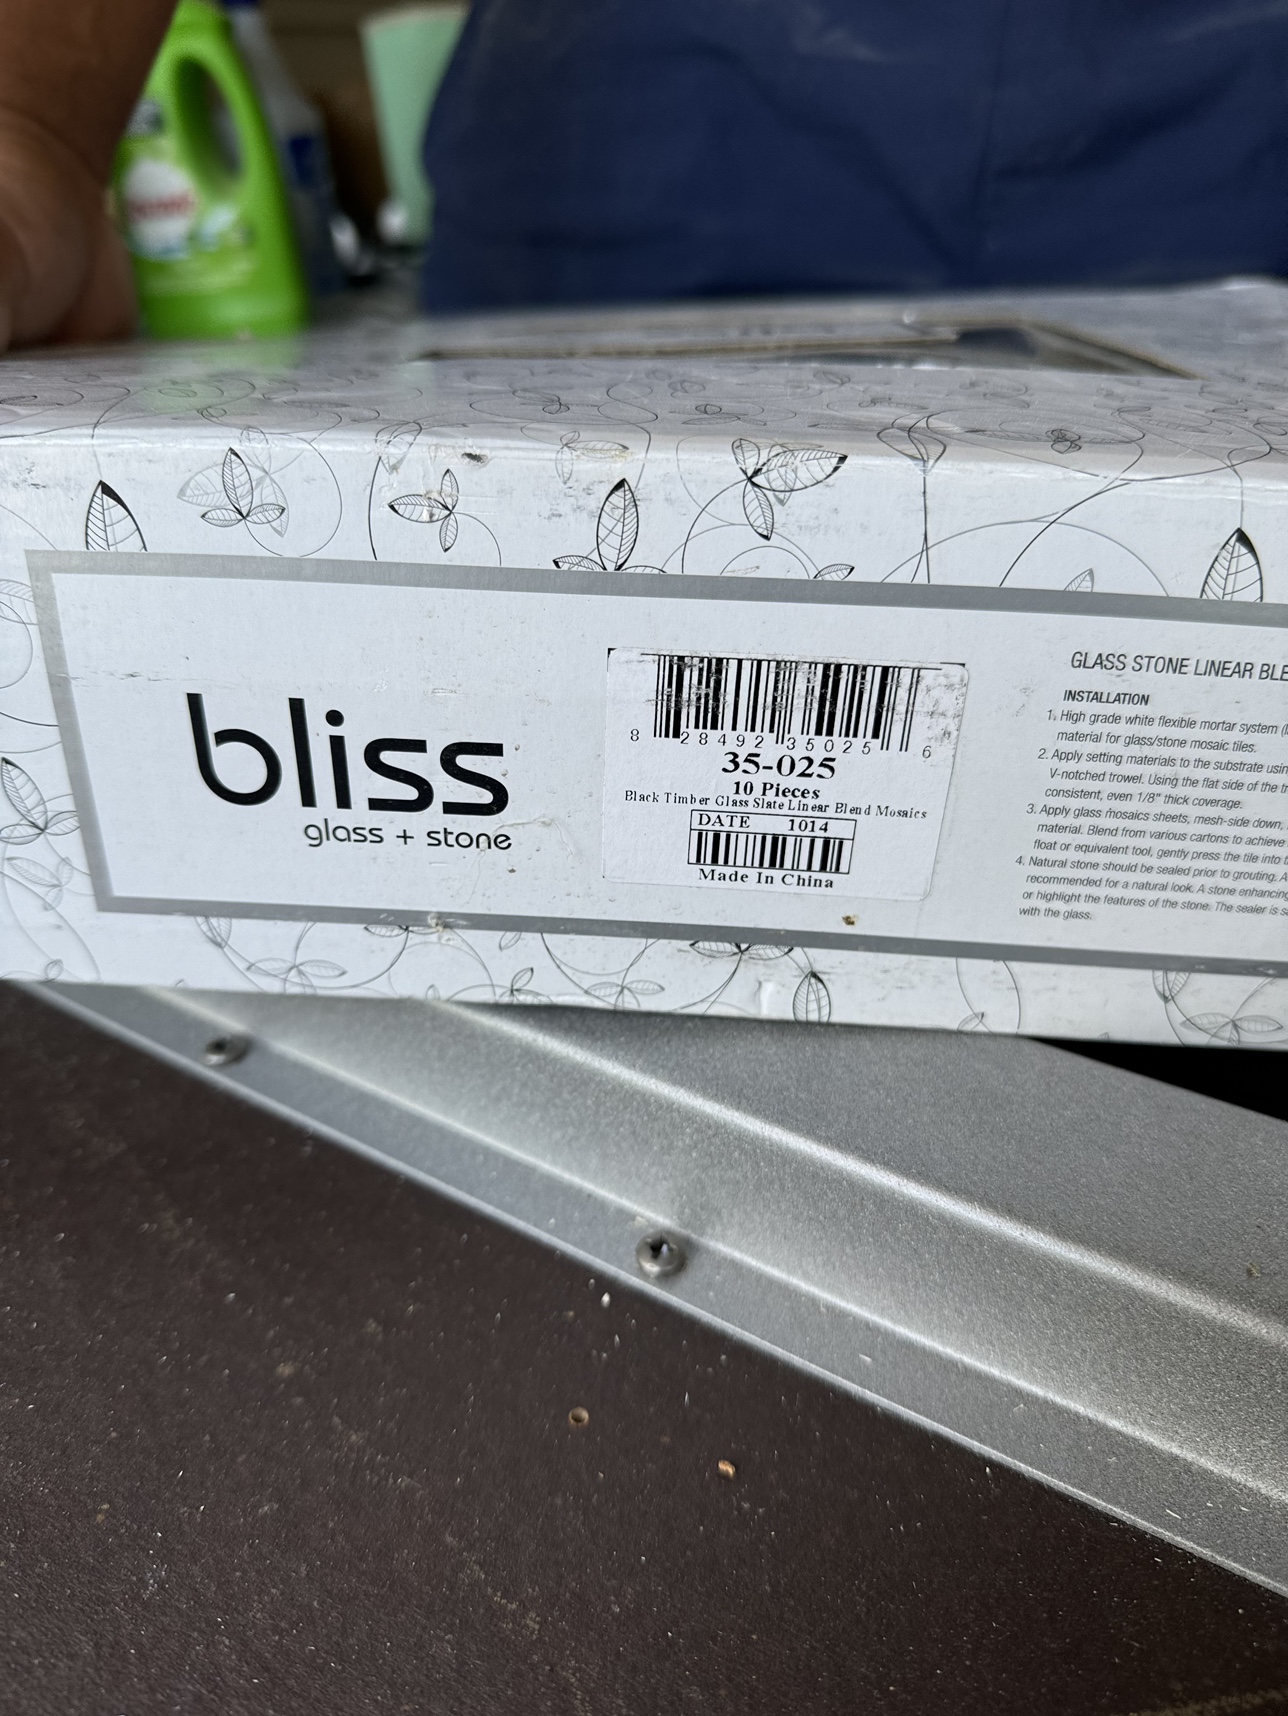 bliss
glass + stone
8 28492 35025 6
35-025
10 Pieces
Black Timber Glass Slate Linear Blend Mosaics
DATE 1014
Made In China
GLASS STONE LINEAR BLE
INSTALLATION
1. High grade white flexible mortar system
material for glass/stone mosaic tiles.
2. Apply setting materials to the substrate usin
V-notched trowel. Using the flat side of the tr
consistent, even 1/8" thick coverage.
3. Apply glass mosaics sheets, mesh-side down,
material. Blend from various cartons to achieve
float or equivalent tool, gently press the tile into t
4. Natural stone should be sealed prior to grouting. A
recommended for a natural look. A stone enhancing
or highlight the features of the stone. The sealer is s
with the glass.